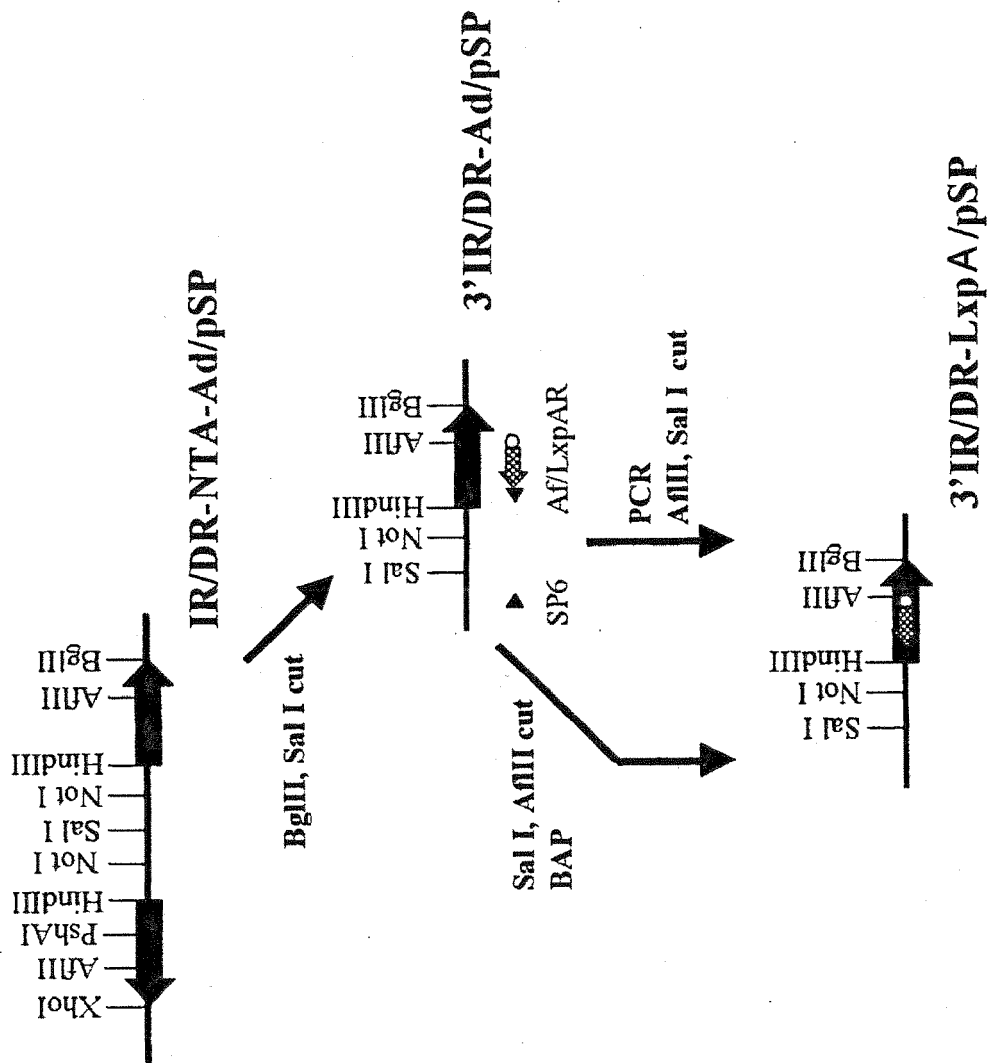 XhoI
AflII
PshAI
HindIII
Not I
Sal I
Not I
HindIII
AflII
BglII
IR/DR-NTA-Ad/pSP
BglII, Sal I cut
Sal I
Not I
HindIII
AflII
BglII
3'IR/DR-Ad/pSP
SP6
Af/LxpAR
Sal I, AflII cut
BAP
PCR
AflII, Sal I cut
Sal I
Not I
HindIII
AflII
BglII
3'IR/DR-LxpA/pSP